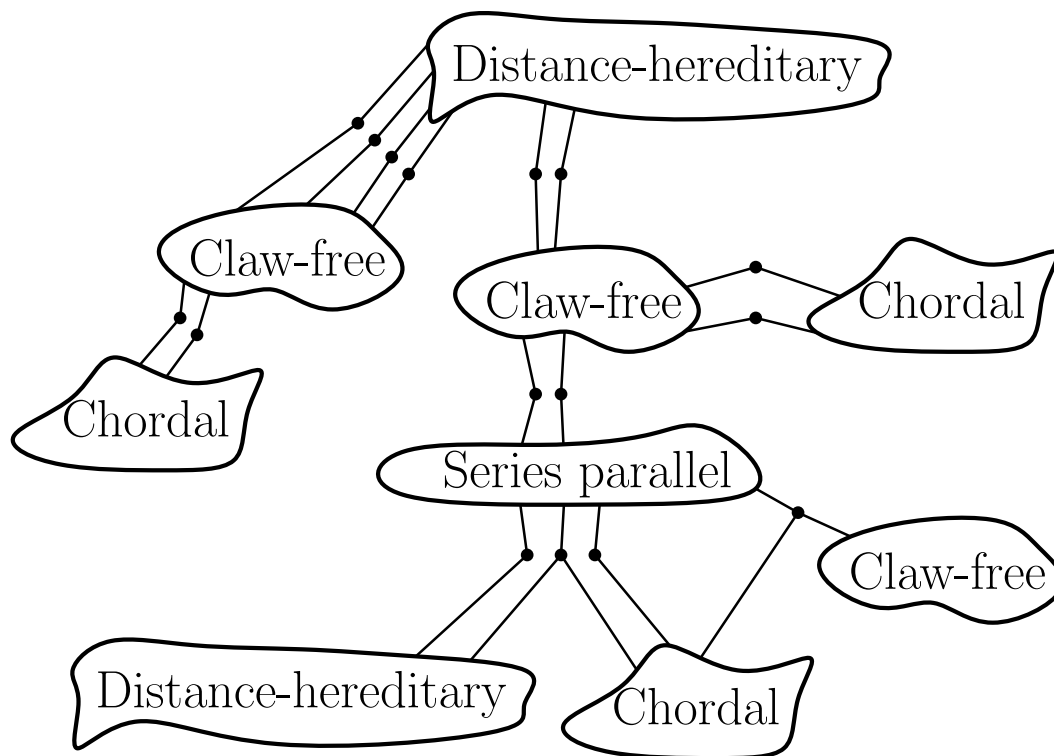 Distance-hereditary
Claw-free
Claw-free
Chordal
Chordal
Series parallel
Claw-free
Distance-hereditary
Chordal